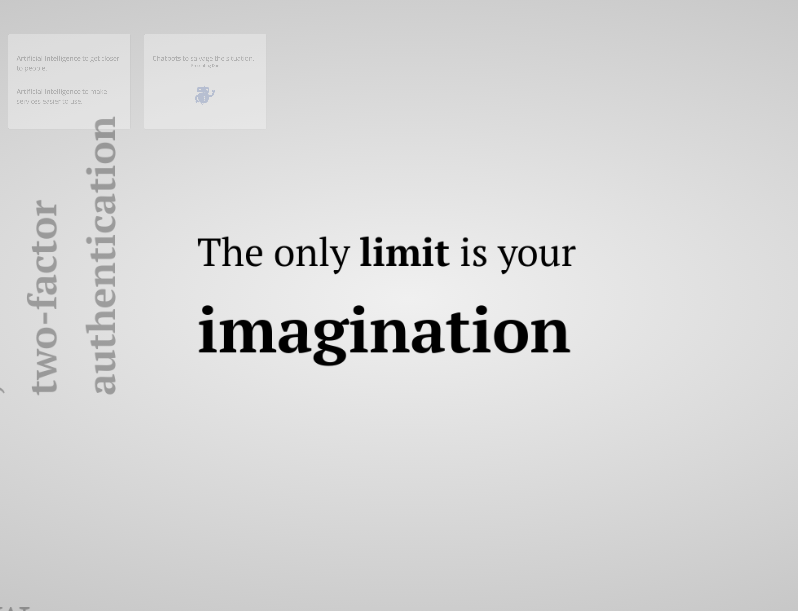 Artificial Intelligence to get closer
to people.
Artificial Intelligence to make
services easier to use.
Chatbots to salvage the situation.
two-factor
authentication
The only limit is your
imagination